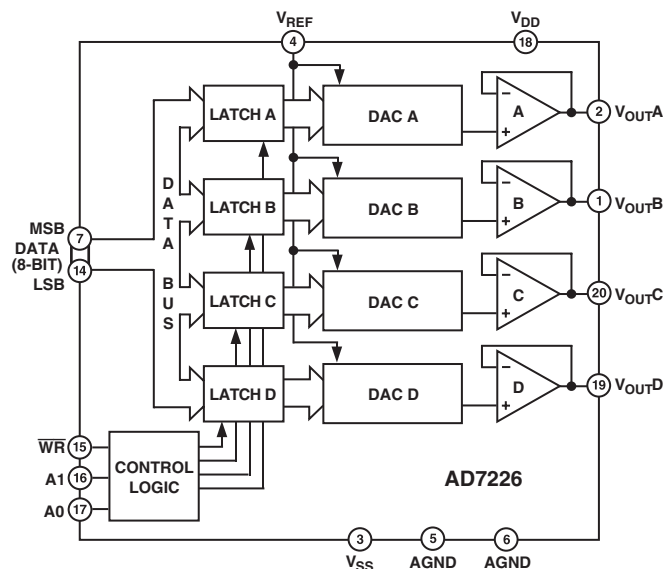 VREF
VDD
4
18
LATCH A
DAC A
A
−
+
2
VOUTA
DATA BUS
LATCH B
DAC B
B
−
+
1
VOUTB
MSB
7
DATA
(8-BIT)
14
LSB
LATCH C
DAC C
C
−
+
20
VOUTC
LATCH D
DAC D
D
−
+
19
VOUTD
WR
15
A1
16
A0
17
CONTROL
LOGIC
AD7226
3
5
6
VSS
AGND
AGND